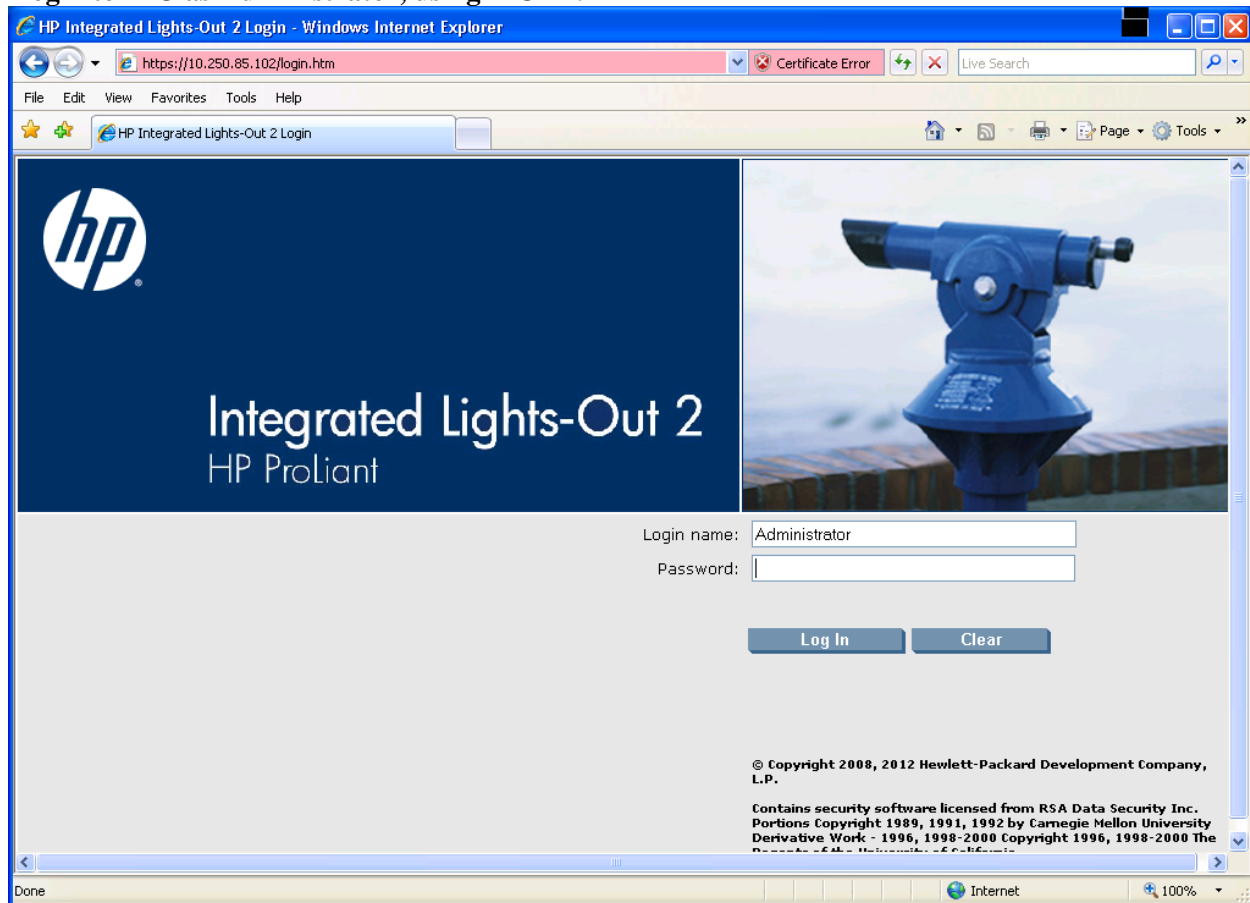 HP Integrated Lights-Out 2 Login - Windows Internet Explorer
https://10.250.85.102/login.htm
Certificate Error
Live Search
File Edit View Favorites Tools Help
HP Integrated Lights-Out 2 Login
Page Tools
hp
Integrated Lights-Out 2
HP ProLiant
Login name: Administrator
Password:
Log In Clear
© Copyright 2008, 2012 Hewlett-Packard Development Company,
L.P.
Contains security software licensed from RSA Data Security Inc.
Portions Copyright 1989, 1991, 1992 by Carnegie Mellon University
Derivative Work - 1996, 1998-2000 Copyright 1996, 1998-2000 The
Done Internet 100%